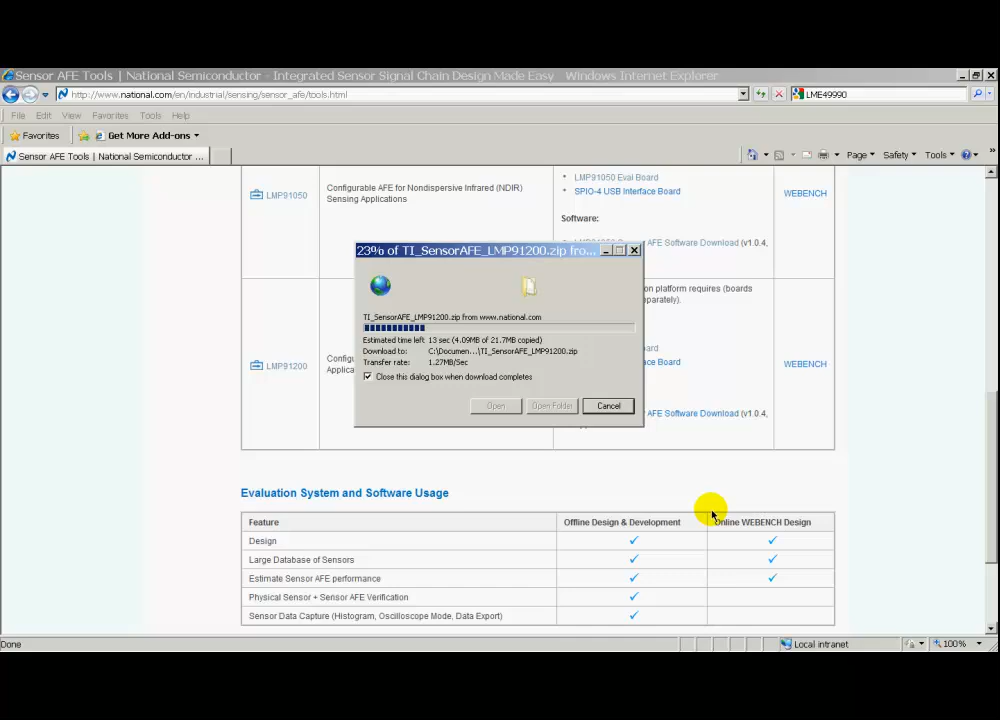 Sensor AFE Tools | National Semiconductor - Integrated Sensor Signal Chain Design Made Easy - Windows Internet Explorer
http://www.national.com/en/industrial/sensing/sensor_afe/tools.html
LME49990
File Edit View Favorites Tools Help
Favorites Get More Add-ons
Sensor AFE Tools | National Semiconductor ...
Page Safety Tools
LMP91050
Configurable AFE for Nondispersive Infrared (NDIR)
Sensing Applications
LMP91050 Eval Board
SPIO-4 USB Interface Board
WEBENCH
Software:
AFE Software Download (v1.0.4,
23% of TI_SensorAFE_LMP91200.zip fro...
on platform requires (boards
parately).
TI_SensorAFE_LMP91200.zip from www.national.com
Estimated time left 13 sec (4.09MB of 21.7MB copied)
Download to: C:\Documen...\TI_SensorAFE_LMP91200.zip
Transfer rate: 1.27MB/Sec
Close this dialog box when download completes
Open Open Folder Cancel
LMP91200
Configu
Applica
ard
ce Board
WEBENCH
AFE Software Download (v1.0.4,
Evaluation System and Software Usage
Feature Offline Design & Development Online WEBENCH Design
Design
Large Database of Sensors
Estimate Sensor AFE performance
Physical Sensor + Sensor AFE Verification
Sensor Data Capture (Histogram, Oscilloscope Mode, Data Export)
Done Local intranet 100%